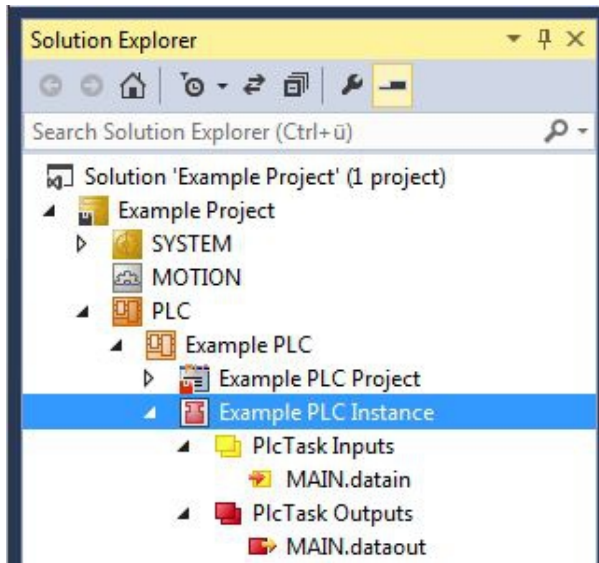 Solution Explorer
Search Solution Explorer (Ctrl+ü)
Solution 'Example Project' (1 project)
Example Project
SYSTEM
MOTION
PLC
Example PLC
Example PLC Project
Example PLC Instance
PlcTask Inputs
MAIN.datain
PlcTask Outputs
MAIN.dataout